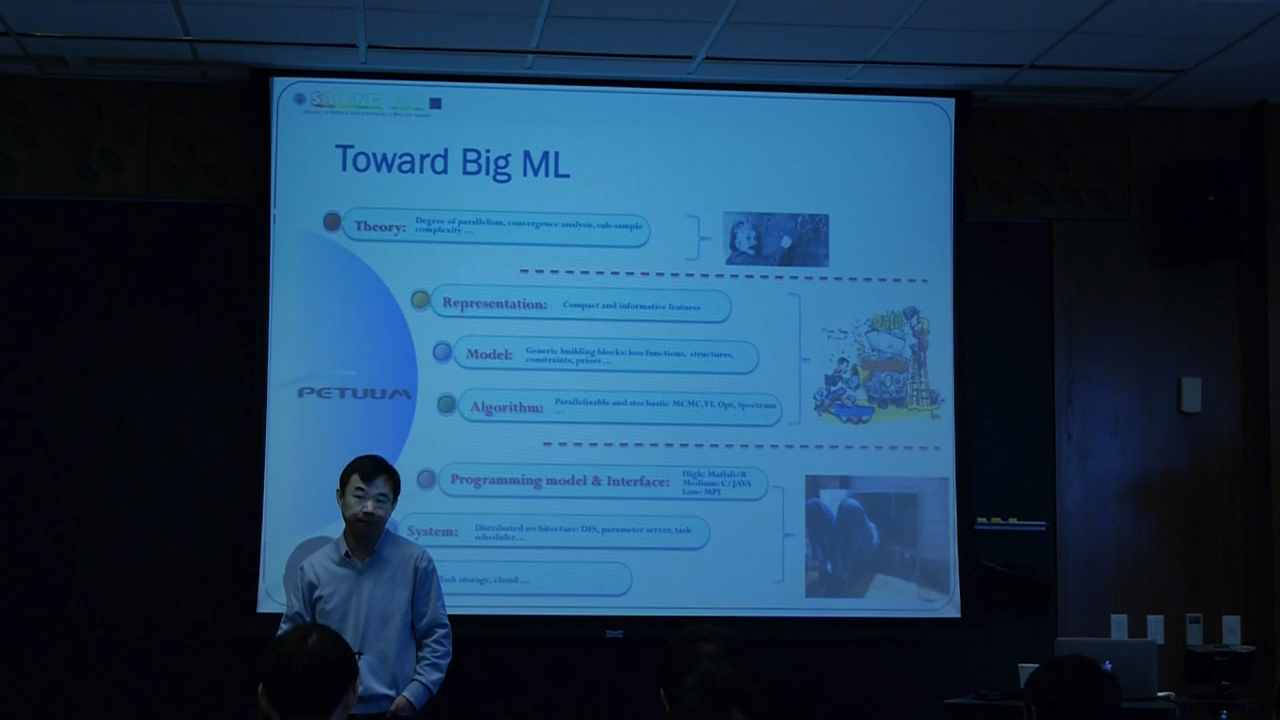 Toward Big ML
Theory: Degree of parallelism, convergence analysis, sub-sample
complexity ...
Representation: Compact and informative features
Model: Generic building blocks: loss functions, structures,
constraints, priors ...
PETUUM
Algorithm: Parallelizable and stochastic MCMC, VI, Opt, Spectrum
...
Programming model & Interface: High: Matlab/R
Medium: C/JAVA
Low: MPI
System: Distributed architecture: DFS, parameter server, task
scheduler...
storage, cloud ...